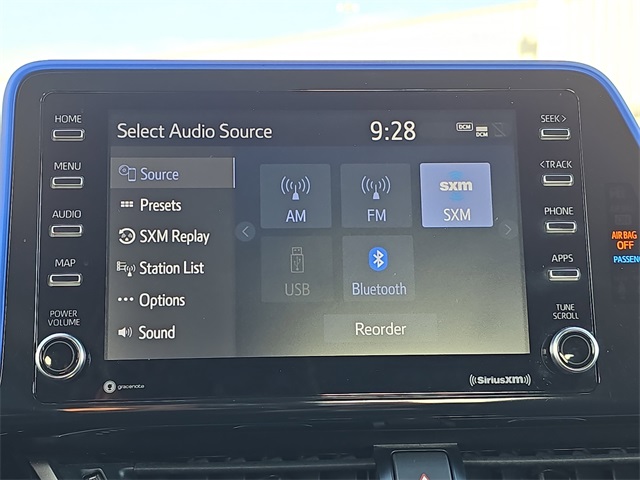 HOME
MENU
AUDIO
MAP
POWER
VOLUME
Select Audio Source
9:28
DCM
DCM
Source
Presets
SXM Replay
Station List
Options
Sound
AM
FM
sxm
SXM
USB
Bluetooth
Reorder
SEEK >
< TRACK
PHONE
APPS
TUNE
SCROLL
gracenote
((SiriusXM))
AIR BAG
OFF